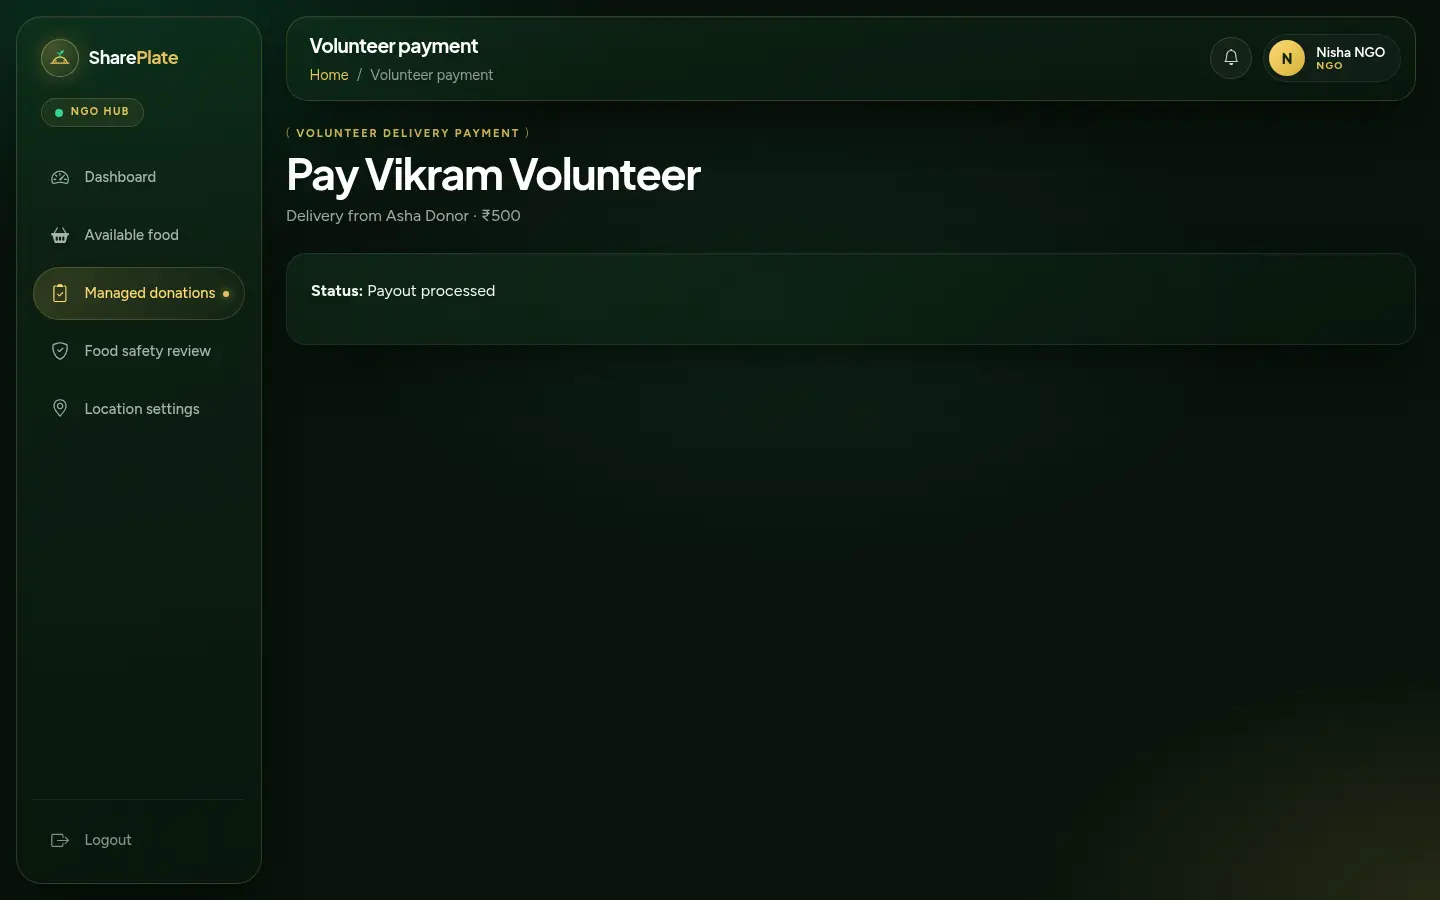 SharePlate
NGO HUB
Dashboard
Available food
Managed donations
Food safety review
Location settings
Logout
Volunteer payment
Home / Volunteer payment
N
Nisha NGO
NGO
( VOLUNTEER DELIVERY PAYMENT )
Pay Vikram Volunteer
Delivery from Asha Donor · ₹500
Status: Payout processed